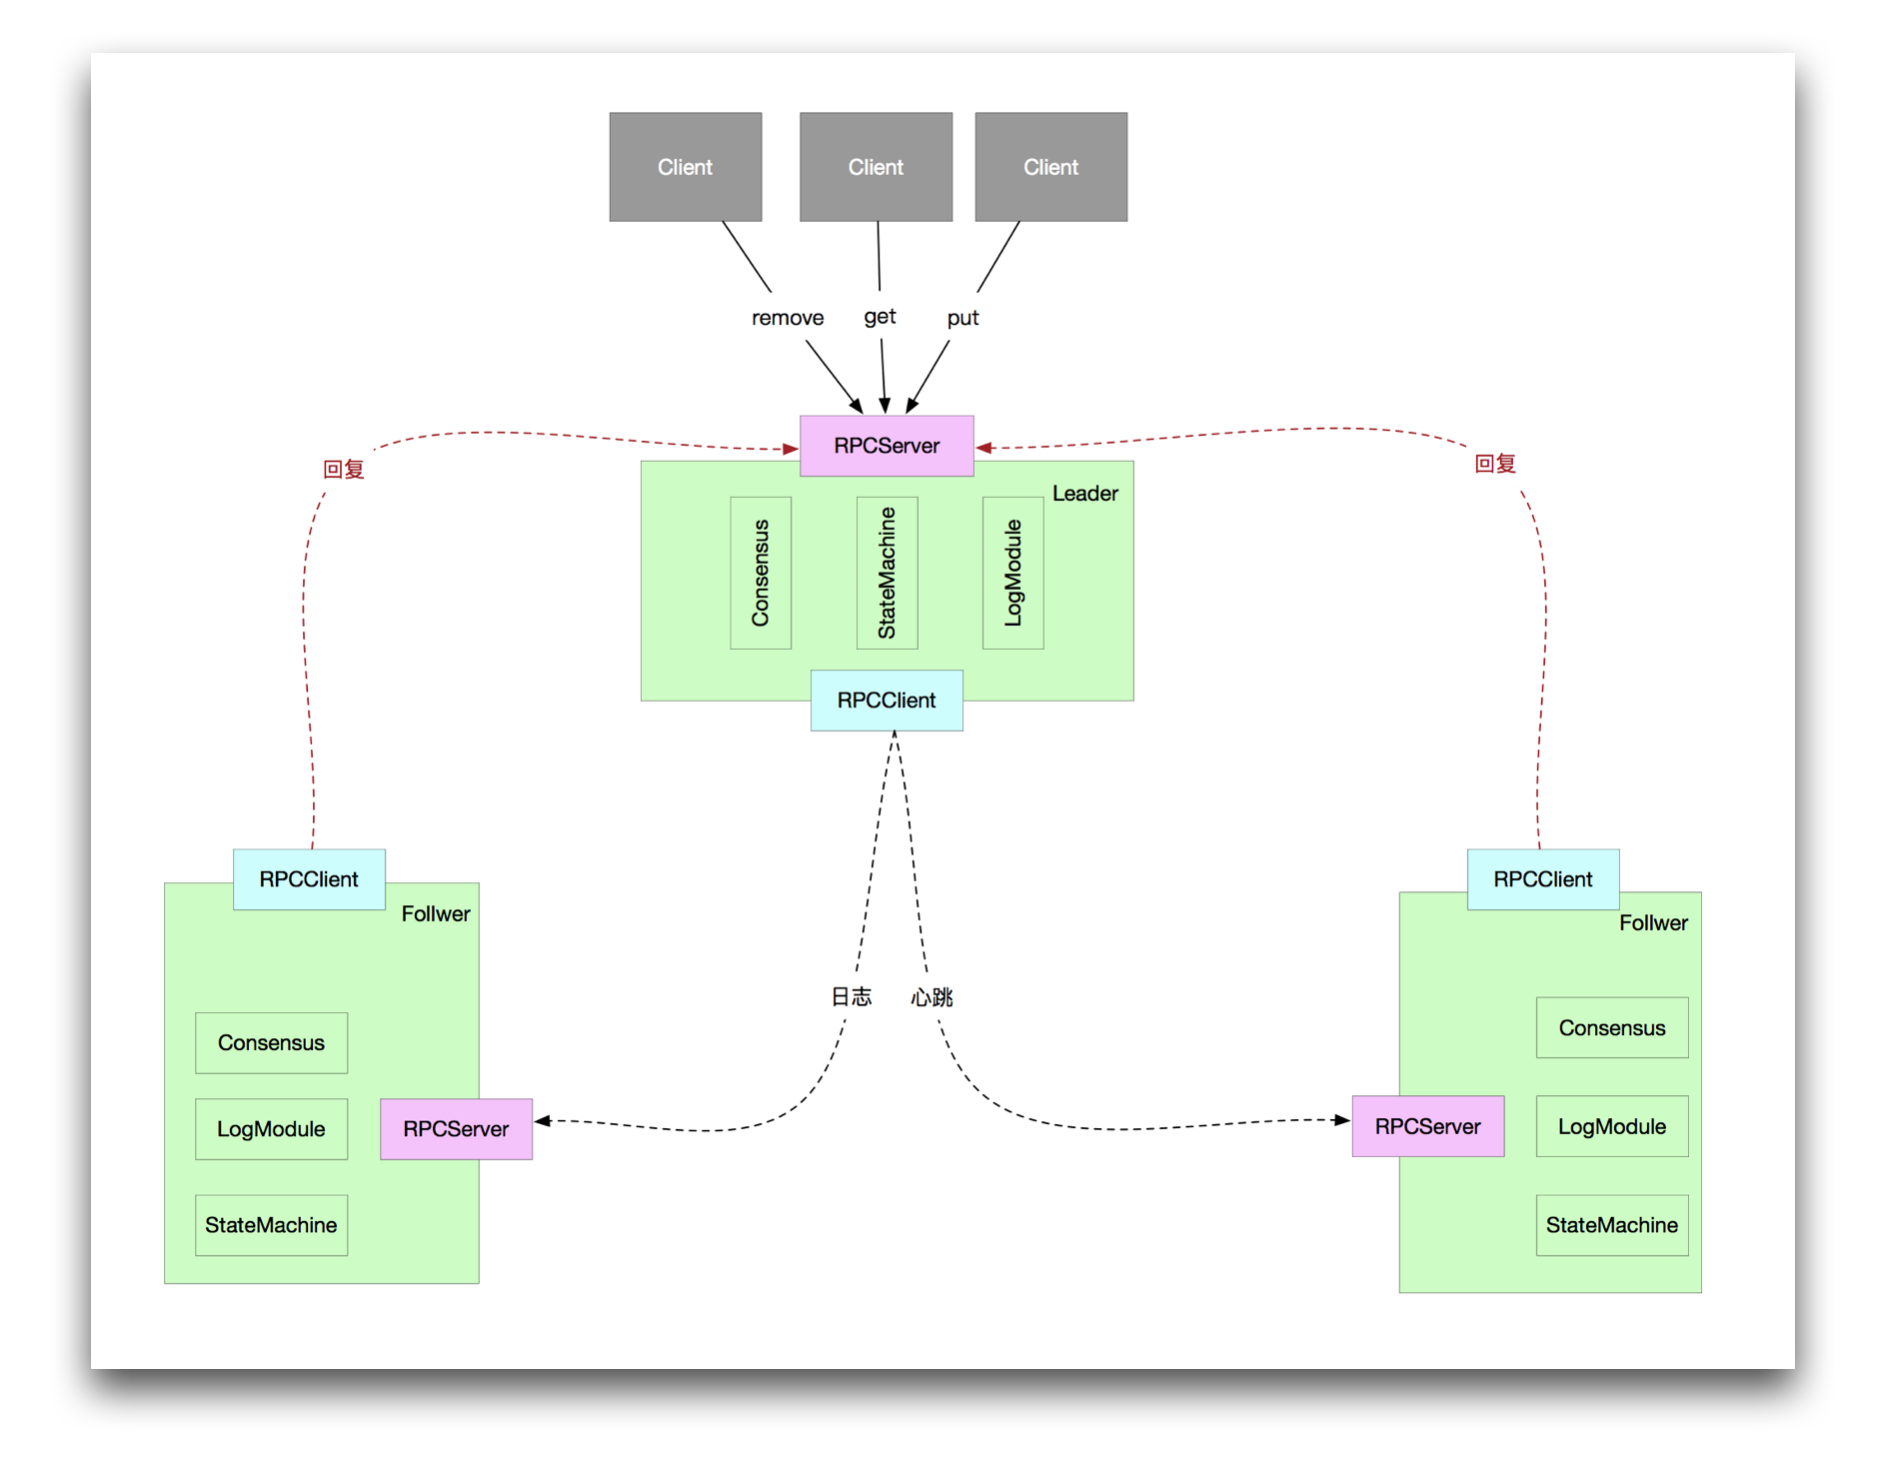 Client
Client
Client
remove
get
put
RPCServer
回复
回复
Leader
Consensus
StateMachine
LogModule
RPCClient
RPCClient
Follwer
RPCClient
Follwer
日志
心跳
Consensus
LogModule
RPCServer
StateMachine
Consensus
RPCServer
LogModule
StateMachine